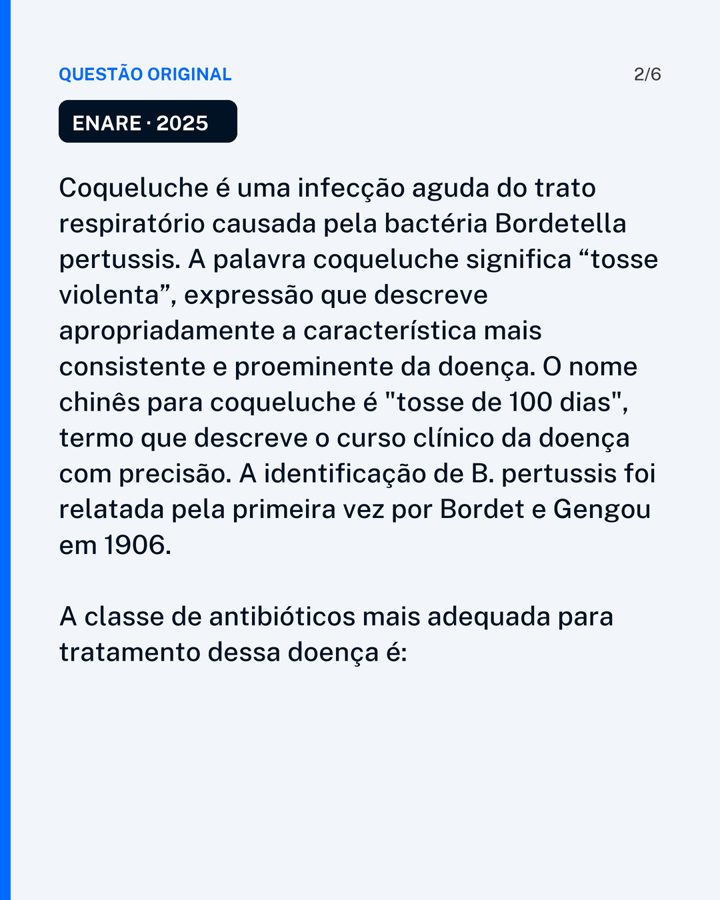 QUESTÃO ORIGINAL
2/6
ENARE · 2025
Coqueluche é uma infecção aguda do trato
respiratório causada pela bactéria Bordetella
pertussis. A palavra coqueluche significa “tosse
violenta”, expressão que descreve
apropriadamente a característica mais
consistente e proeminente da doença. O nome
chinês para coqueluche é "tosse de 100 dias",
termo que descreve o curso clínico da doença
com precisão. A identificação de B. pertussis foi
relatada pela primeira vez por Bordet e Gengou
em 1906.
A classe de antibióticos mais adequada para
tratamento dessa doença é: